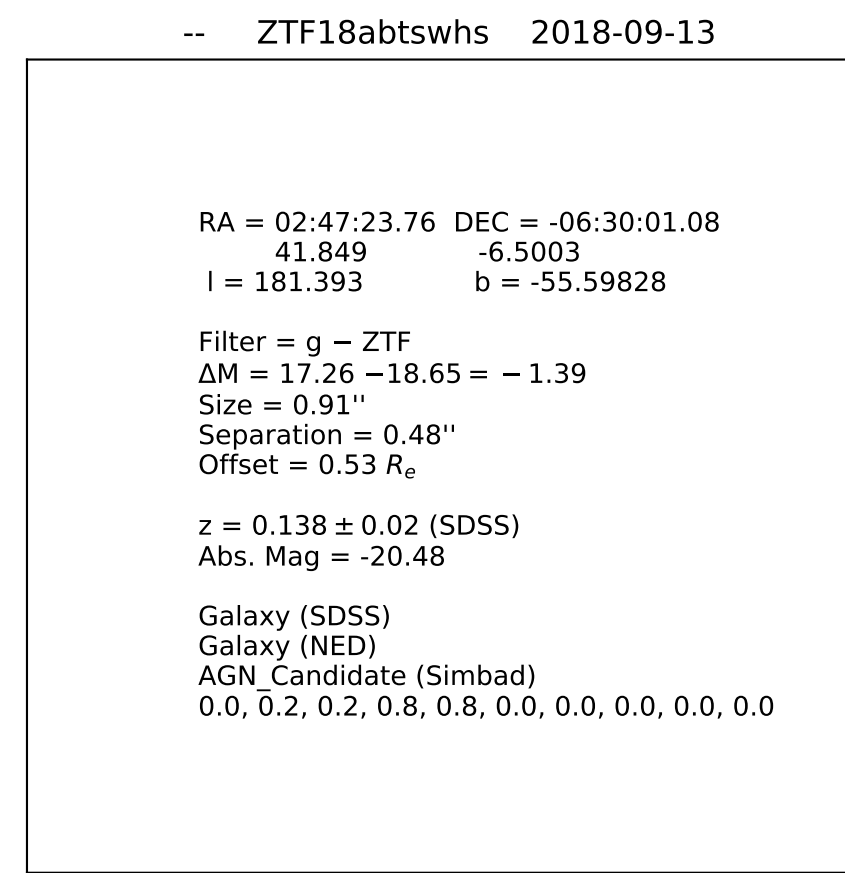 -- ZTF18abtswhs 2018-09-13
RA = 02:47:23.76 DEC = -06:30:01.08
41.849 -6.5003
l = 181.393 b = -55.59828
Filter = g − ZTF
ΔM = 17.26 −18.65 = − 1.39
Size = 0.91''
Separation = 0.48''
Offset = 0.53 Rₑ
z = 0.138 ± 0.02 (SDSS)
Abs. Mag = -20.48
Galaxy (SDSS)
Galaxy (NED)
AGN_Candidate (Simbad)
0.0, 0.2, 0.2, 0.8, 0.8, 0.0, 0.0, 0.0, 0.0, 0.0